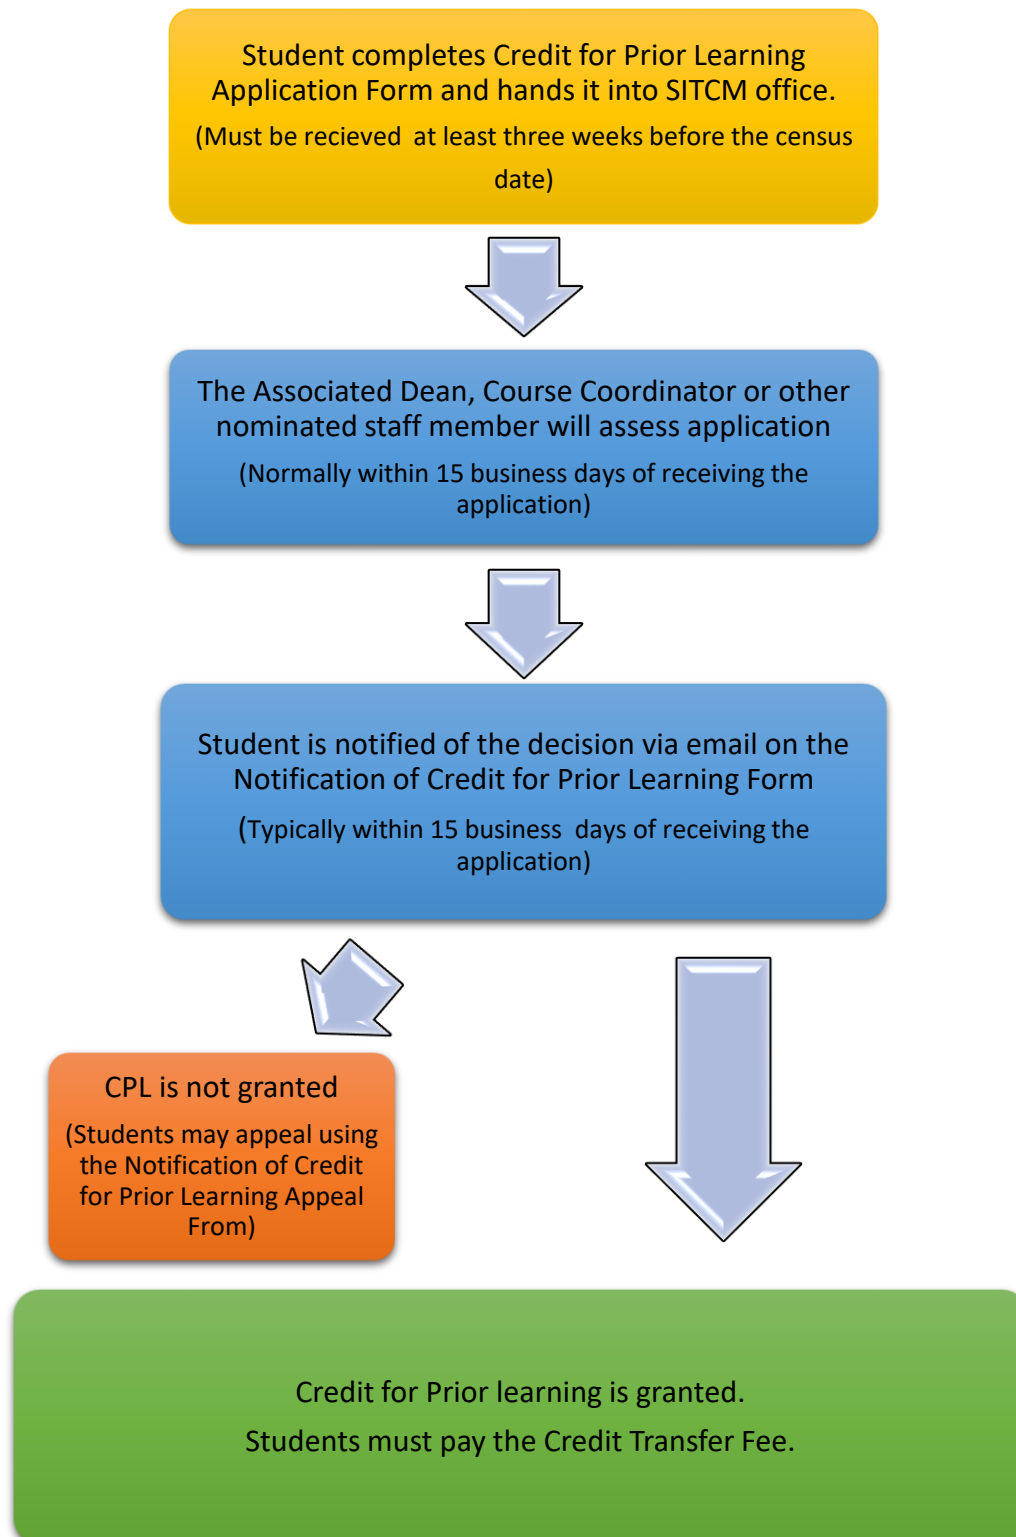 Student completes Credit for Prior Learning
Application Form and hands it into SITCM office.
(Must be recieved  at least three weeks before the census
date)
The Associated Dean, Course Coordinator or other
nominated staff member will assess application
(Normally within 15 business days of receiving the
application)
Student is notified of the decision via email on the
Notification of Credit for Prior Learning Form
(Typically within 15 business  days of receiving the
application)
CPL is not granted
(Students may appeal using
the Notification of Credit
for Prior Learning Appeal
From)
Credit for Prior learning is granted.
Students must pay the Credit Transfer Fee.